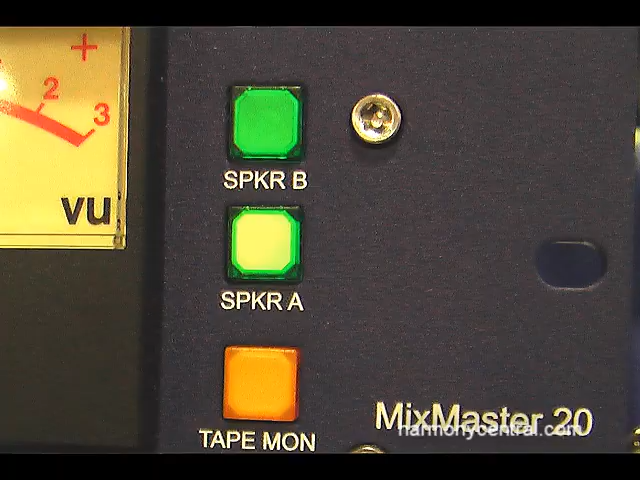 +
2
3
VU
SPKR B
SPKR A
TAPE MON
MixMaster 20
harmonycentral.com